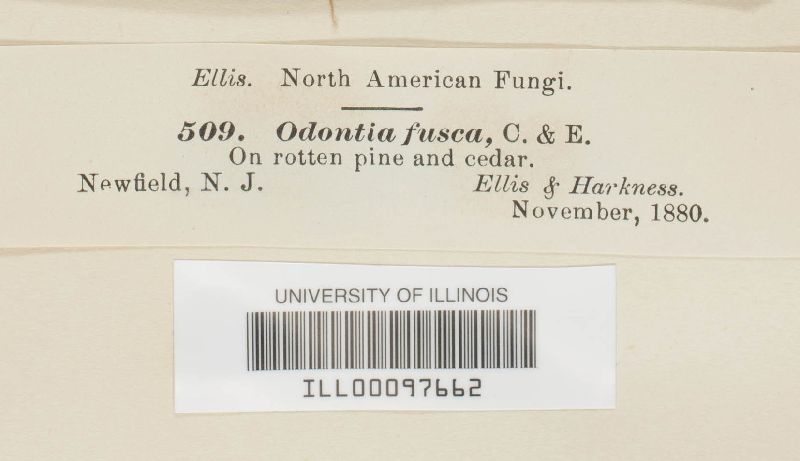 Ellis. North American Fungi.
509. Odontia fusca, C. & E.
On rotten pine and cedar.
Newfield, N. J. Ellis & Harkness.
November, 1880.
UNIVERSITY OF ILLINOIS
ILL00097662